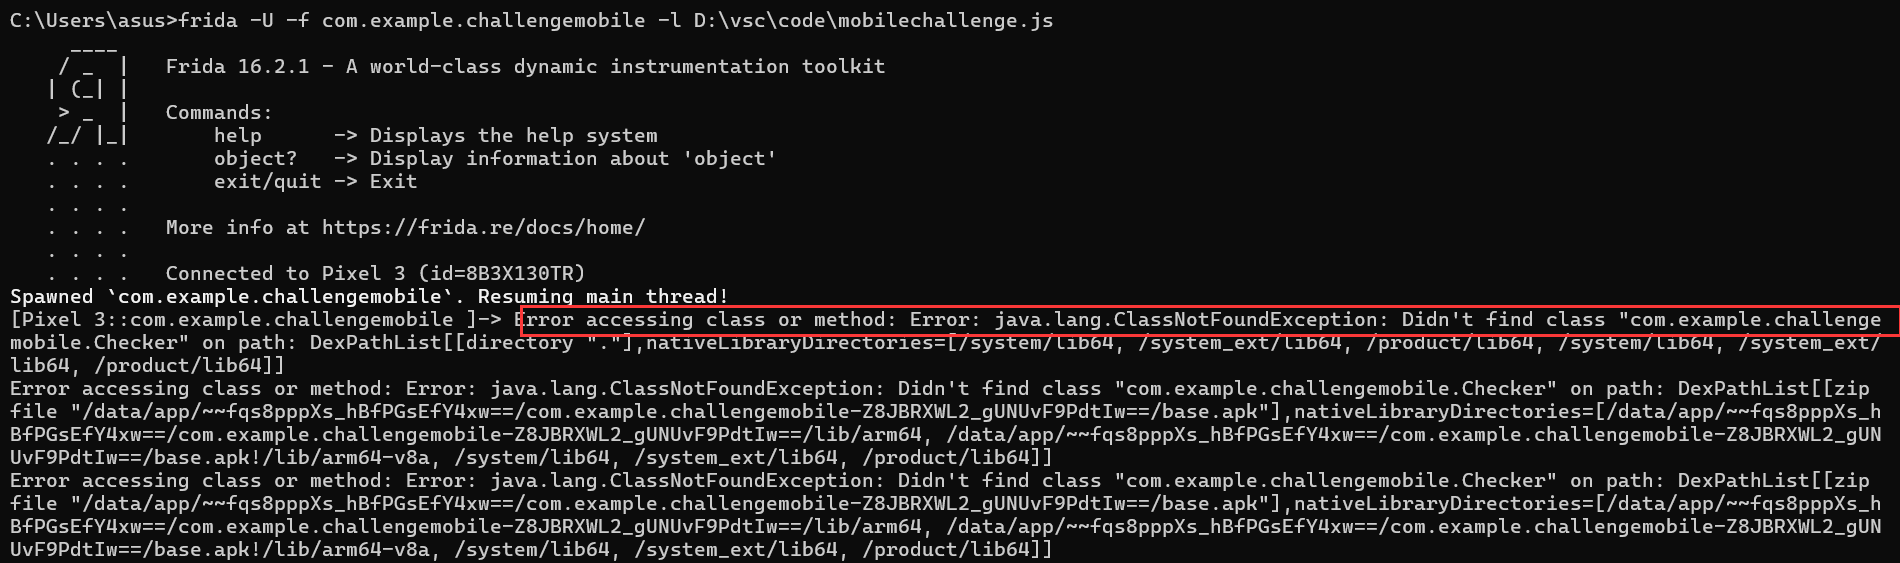 C:\Users\asus>frida -U -f com.example.challengemobile -l D:\vsc\code\mobilechallenge.js
     ____
    / _  |   Frida 16.2.1 - A world-class dynamic instrumentation toolkit
   | (_| |
    > _  |   Commands:
   /_/ |_|       help      -> Displays the help system
   . . . .       object?   -> Display information about 'object'
   . . . .       exit/quit -> Exit
   . . . .
   . . . .   More info at https://frida.re/docs/home/
   . . . .
   . . . .   Connected to Pixel 3 (id=8B3X130TR)
Spawned `com.example.challengemobile`. Resuming main thread!
[Pixel 3::com.example.challengemobile ]-> Error accessing class or method: Error: java.lang.ClassNotFoundException: Didn't find class "com.example.challenge
mobile.Checker" on path: DexPathList[[directory "."],nativeLibraryDirectories=[/system/lib64, /system_ext/lib64, /product/lib64, /system/lib64, /system_ext/
lib64, /product/lib64]]
Error accessing class or method: Error: java.lang.ClassNotFoundException: Didn't find class "com.example.challengemobile.Checker" on path: DexPathList[[zip
file "/data/app/~~fqs8pppXs_hBfPGsEfY4xw==/com.example.challengemobile-Z8JBRXWL2_gUNUvF9PdtIw==/base.apk"],nativeLibraryDirectories=[/data/app/~~fqs8pppXs_h
BfPGsEfY4xw==/com.example.challengemobile-Z8JBRXWL2_gUNUvF9PdtIw==/lib/arm64, /data/app/~~fqs8pppXs_hBfPGsEfY4xw==/com.example.challengemobile-Z8JBRXWL2_gUN
UvF9PdtIw==/base.apk!/lib/arm64-v8a, /system/lib64, /system_ext/lib64, /product/lib64]]
Error accessing class or method: Error: java.lang.ClassNotFoundException: Didn't find class "com.example.challengemobile.Checker" on path: DexPathList[[zip
file "/data/app/~~fqs8pppXs_hBfPGsEfY4xw==/com.example.challengemobile-Z8JBRXWL2_gUNUvF9PdtIw==/base.apk"],nativeLibraryDirectories=[/data/app/~~fqs8pppXs_h
BfPGsEfY4xw==/com.example.challengemobile-Z8JBRXWL2_gUNUvF9PdtIw==/lib/arm64, /data/app/~~fqs8pppXs_hBfPGsEfY4xw==/com.example.challengemobile-Z8JBRXWL2_gUN
UvF9PdtIw==/base.apk!/lib/arm64-v8a, /system/lib64, /system_ext/lib64, /product/lib64]]